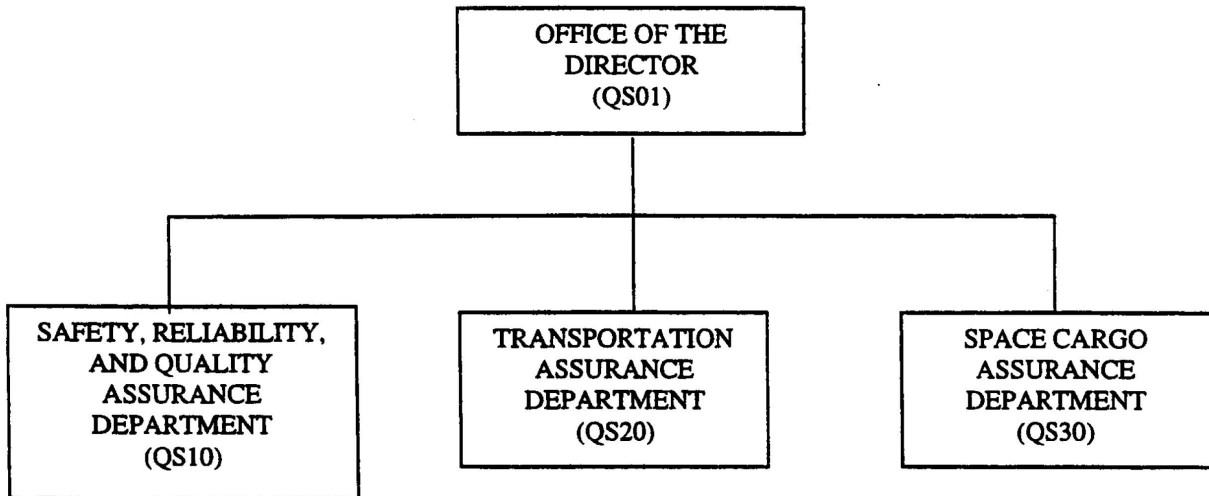 OFFICE OF THE
DIRECTOR
(QS01)
SAFETY, RELIABILITY,
AND QUALITY
ASSURANCE
DEPARTMENT
(QS10)
TRANSPORTATION
ASSURANCE
DEPARTMENT
(QS20)
SPACE CARGO
ASSURANCE
DEPARTMENT
(QS30)